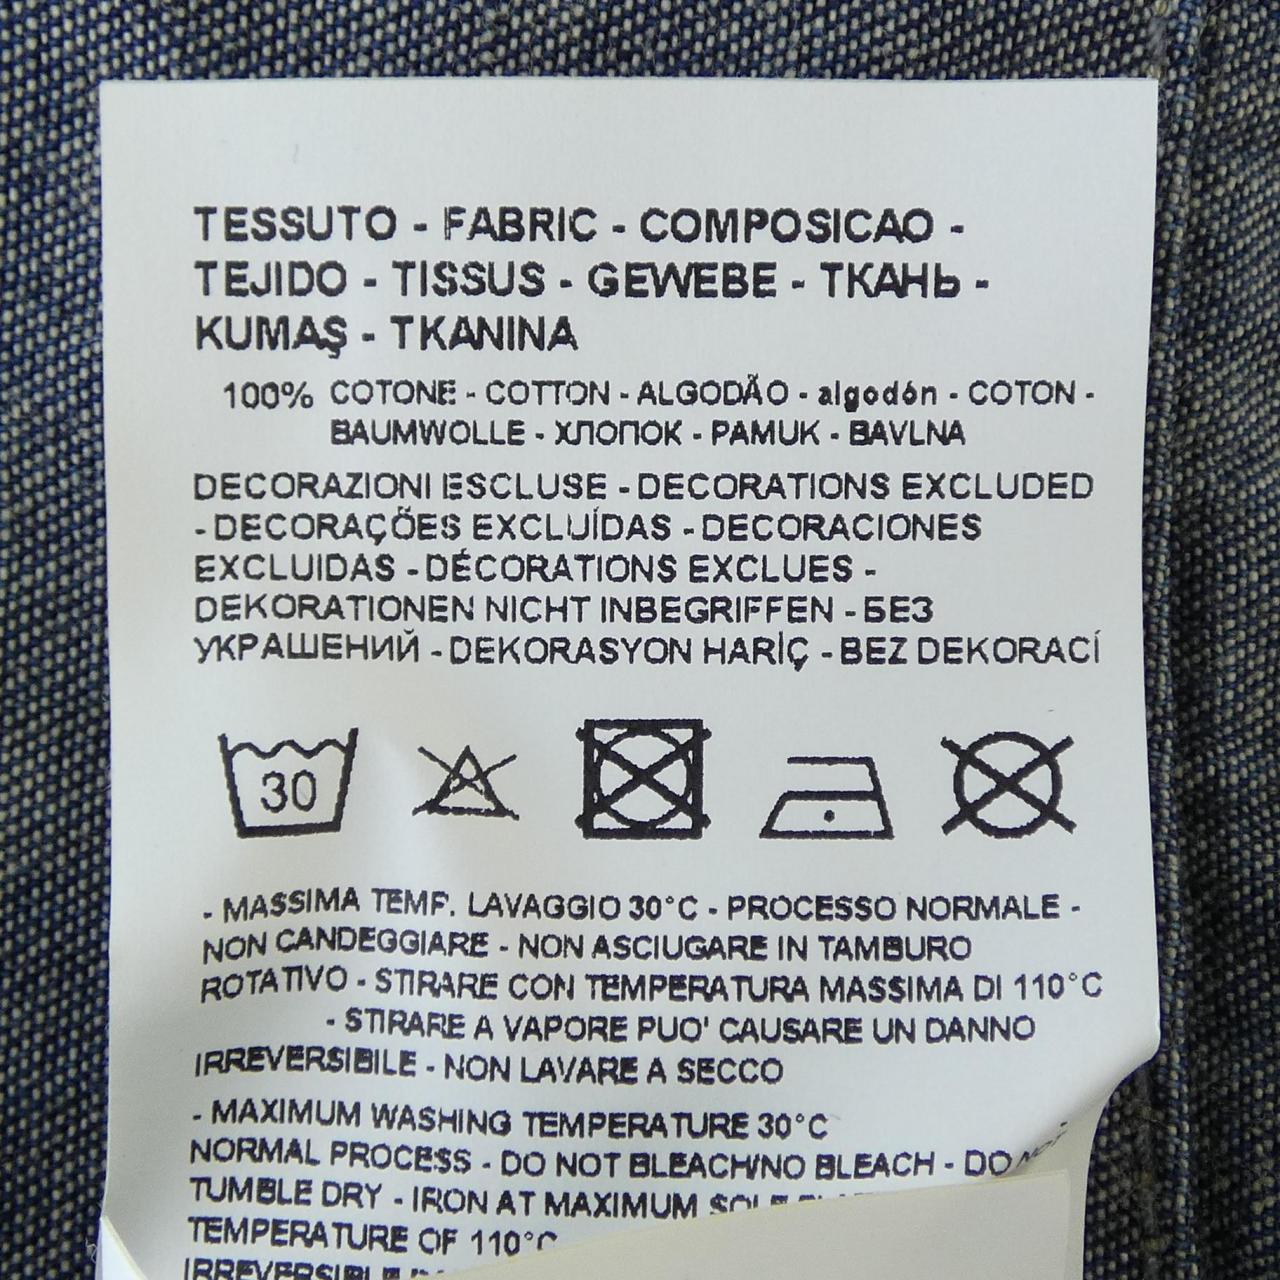 TESSUTO - FABRIC - COMPOSICAO -
TEJIDO - TISSUS - GEWEBE - ТКАНЬ -
KUMAŞ - TKANINA
100% COTONE - COTTON - ALGODÃO - algodón - COTON -
BAUMWOLLE - ХЛОПОК - PAMUK - BAVLNA
DECORAZIONI ESCLUSE - DECORATIONS EXCLUDED
- DECORAÇÕES EXCLUÍDAS - DECORACIONES
EXCLUIDAS - DÉCORATIONS EXCLUES -
DEKORATIONEN NICHT INBEGRIFFEN - БЕЗ
УКРАШЕНИЙ - DEKORASYON HARİÇ - BEZ DEKORACÍ
30
- MASSIMA TEMP. LAVAGGIO 30°C - PROCESSO NORMALE -
NON CANDEGGIARE - NON ASCIUGARE IN TAMBURO
ROTATIVO - STIRARE CON TEMPERATURA MASSIMA DI 110°C
- STIRARE A VAPORE PUO' CAUSARE UN DANNO
IRREVERSIBILE - NON LAVARE A SECCO
- MAXIMUM WASHING TEMPERATURE 30°C -
NORMAL PROCESS - DO NOT BLEACH/NO BLEACH - DO NOT
TUMBLE DRY - IRON AT MAXIMUM
TEMPERATURE OF 110°C